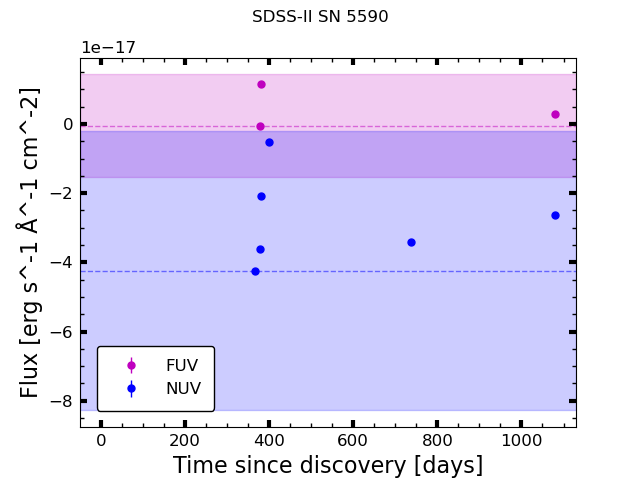 SDSS-II SN 5590
1e−17
Flux [erg s^-1 Å^-1 cm^-2]
0
−2
−4
−6
−8
FUV
NUV
0 200 400 600 800 1000
Time since discovery [days]